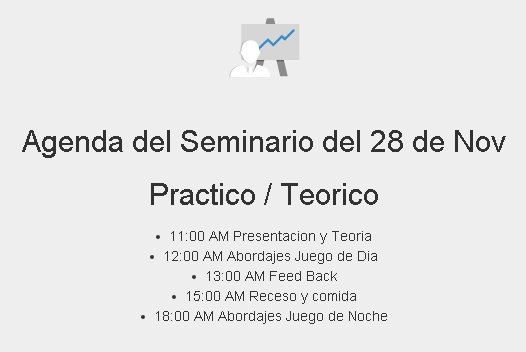 Agenda del Seminario del 28 de Nov
Practico / Teorico
• 11:00 AM Presentacion y Teoria
• 12:00 AM Abordajes Juego de Dia
• 13:00 AM Feed Back
• 15:00 AM Receso y comida
• 18:00 AM Abordajes Juego de Noche